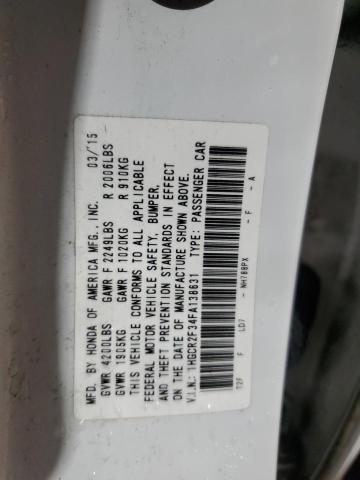 MFD. BY HONDA OF AMERICA MFG., INC. 03/'15
GVWR 4200LBS GAWR F 2249LBS R 2006LBS
GVWR 1905KG GAWR F 1020KG R 910KG
THIS VEHICLE CONFORMS TO ALL APPLICABLE
FEDERAL MOTOR VEHICLE SAFETY, BUMPER,
AND THEFT PREVENTION STANDARDS IN EFFECT
ON THE DATE OF MANUFACTURE SHOWN ABOVE.
V.I.N.: 1HGCR2F34FA138631 TYPE: PASSENGER CAR
T2F F LD7 NH788PX - F - A